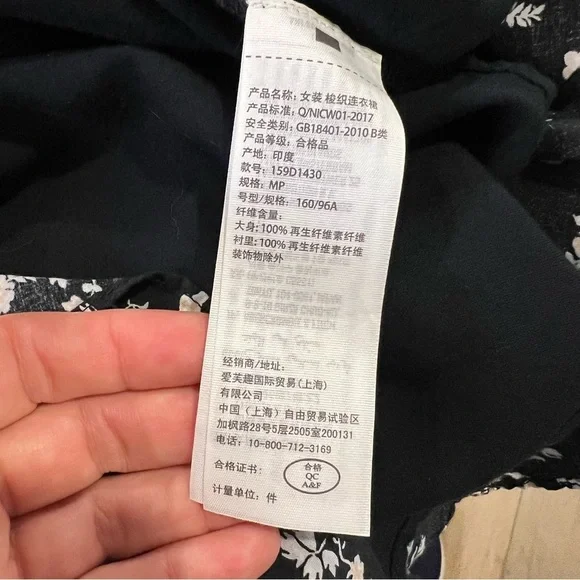 产品名称: 女装 梭织连衣裙
产品标准: Q/NICW01-2017
安全类别: GB18401-2010 B类
产品等级: 合格品
产地: 印度
款号: 159D1430
规格: MP
号型/规格: 160/96A
纤维含量:
大身: 100% 再生纤维素纤维
衬里: 100% 再生纤维素纤维
装饰物除外
经销商/地址:
爱芙趣国际贸易(上海)
有限公司
中国 (上海) 自由贸易试验区
加枫路28号5层2505室200131
电话: 10-800-712-3169
合格证书:
合格
QC
A&F
计量单位: 件